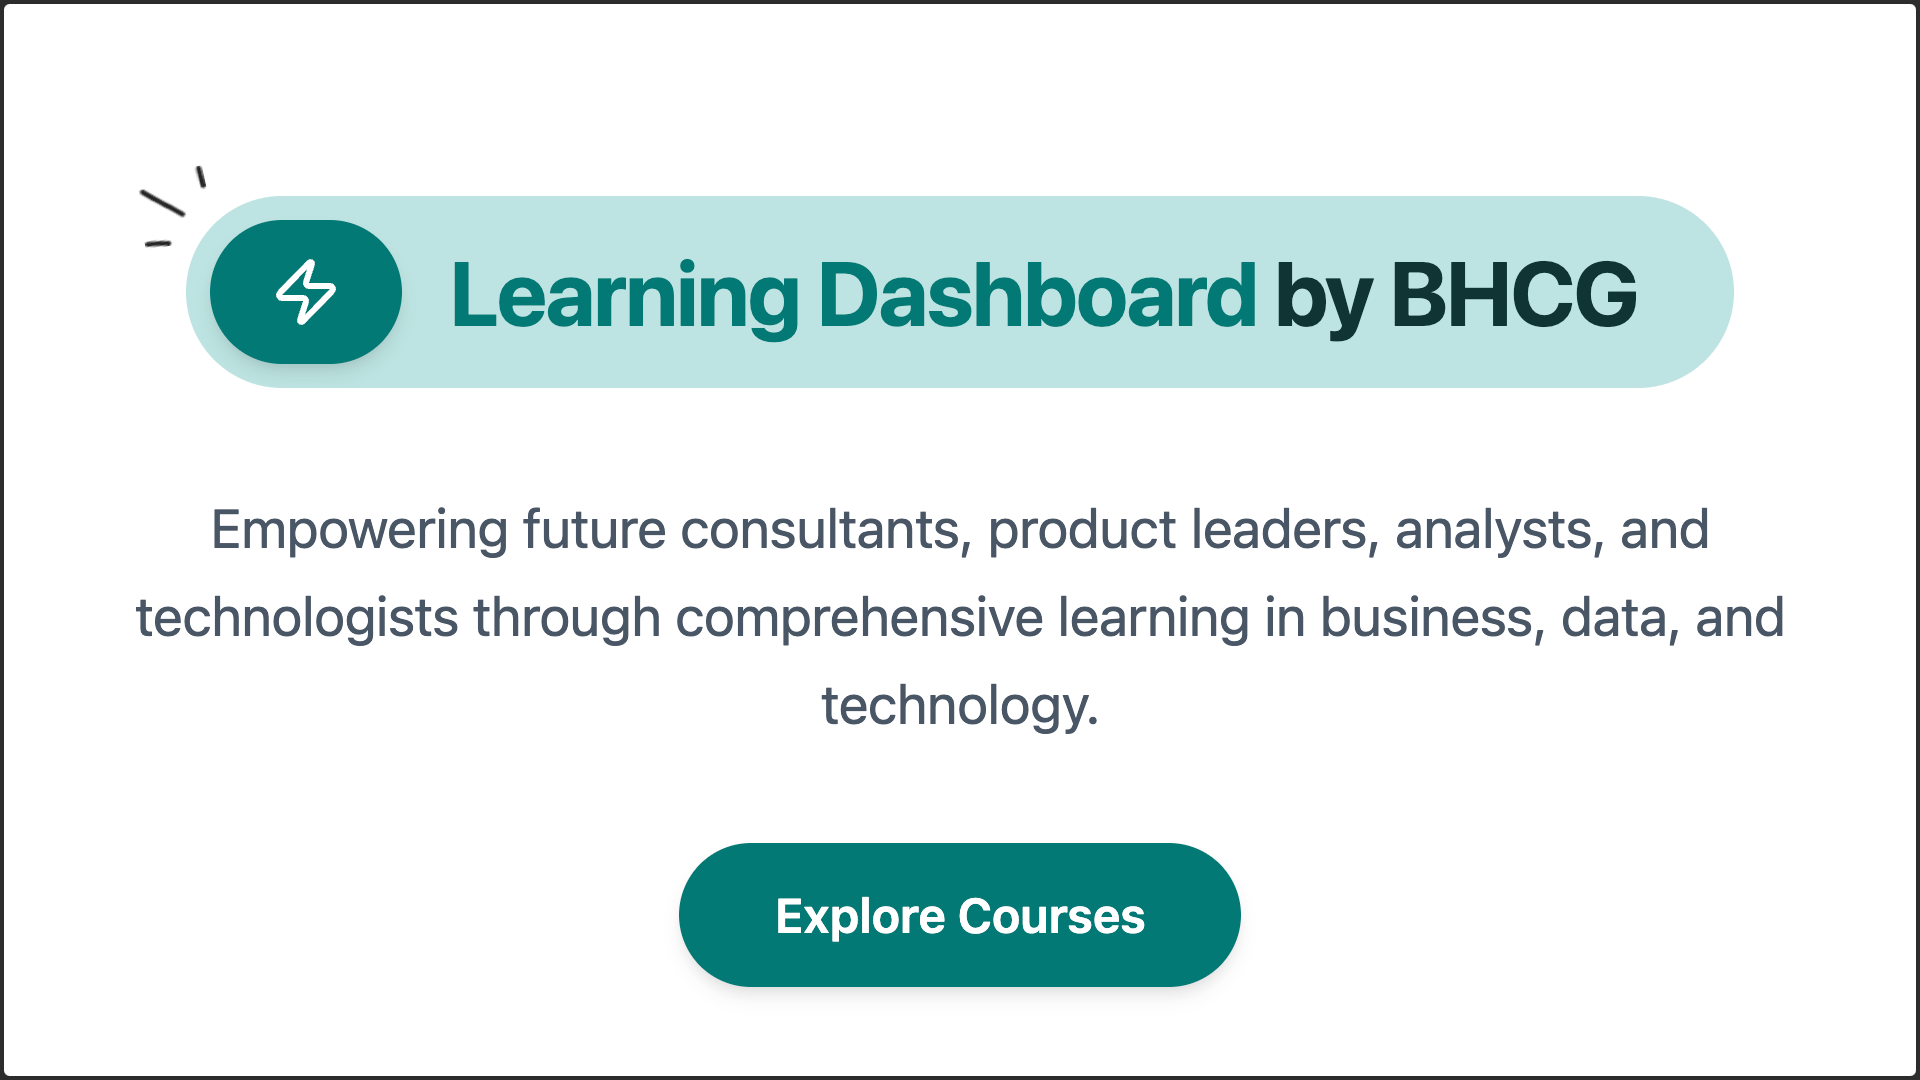 Learning Dashboard by BHCG
Empowering future consultants, product leaders, analysts, and
technologists through comprehensive learning in business, data, and
technology.
Explore Courses